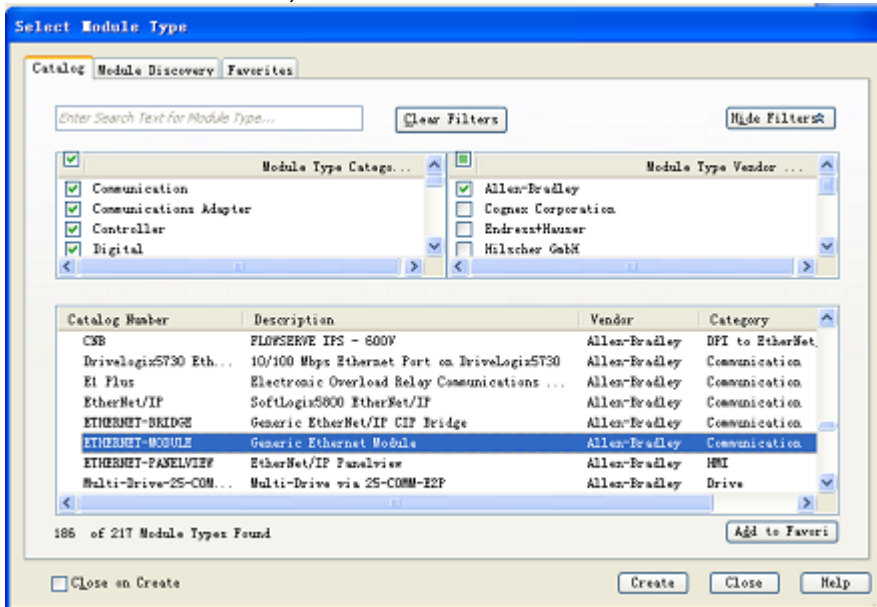 Select Module Type
Catalog Module Discovery Favorites
Enter Search Text for Module Type... Clear Filters Hide Filters
Module Type Catego... Module Type Vendor ...
Communication Allen-Bradley
Communications Adapter Cognex Corporation
Controller Endress+Hauser
Digital Hilscher GmbH
Catalog Number Description Vendor Category
CNB FLOWSERVE IPS - 600V Allen-Bradley DPI to EtherNet
Drivelogix5730 Eth... 10/100 Mbps Ethernet Port on DriveLogix5730 Allen-Bradley Communication
E1 Plus Electronic Overload Relay Communications ... Allen-Bradley Communication
EtherNet/IP SoftLogix5800 EtherNet/IP Allen-Bradley Communication
ETHERNET-BRIDGE Generic EtherNet/IP CIP Bridge Allen-Bradley Communication
ETHERNET-MODULE Generic Ethernet Module Allen-Bradley Communication
ETHERNET-PANELVIEW EtherNet/IP Panelview Allen-Bradley HMI
Multi-Drive-25-COM... Multi-Drive via 25-COMM-E2P Allen-Bradley Drive
186 of 217 Module Types Found Add to Favori
Close on Create Create Close Help